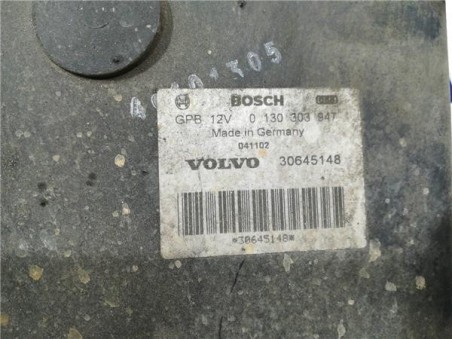 BOSCH
GPB 12V 0 130 303 947
Made in Germany
041102
VOLVO 30645148
*30645148*